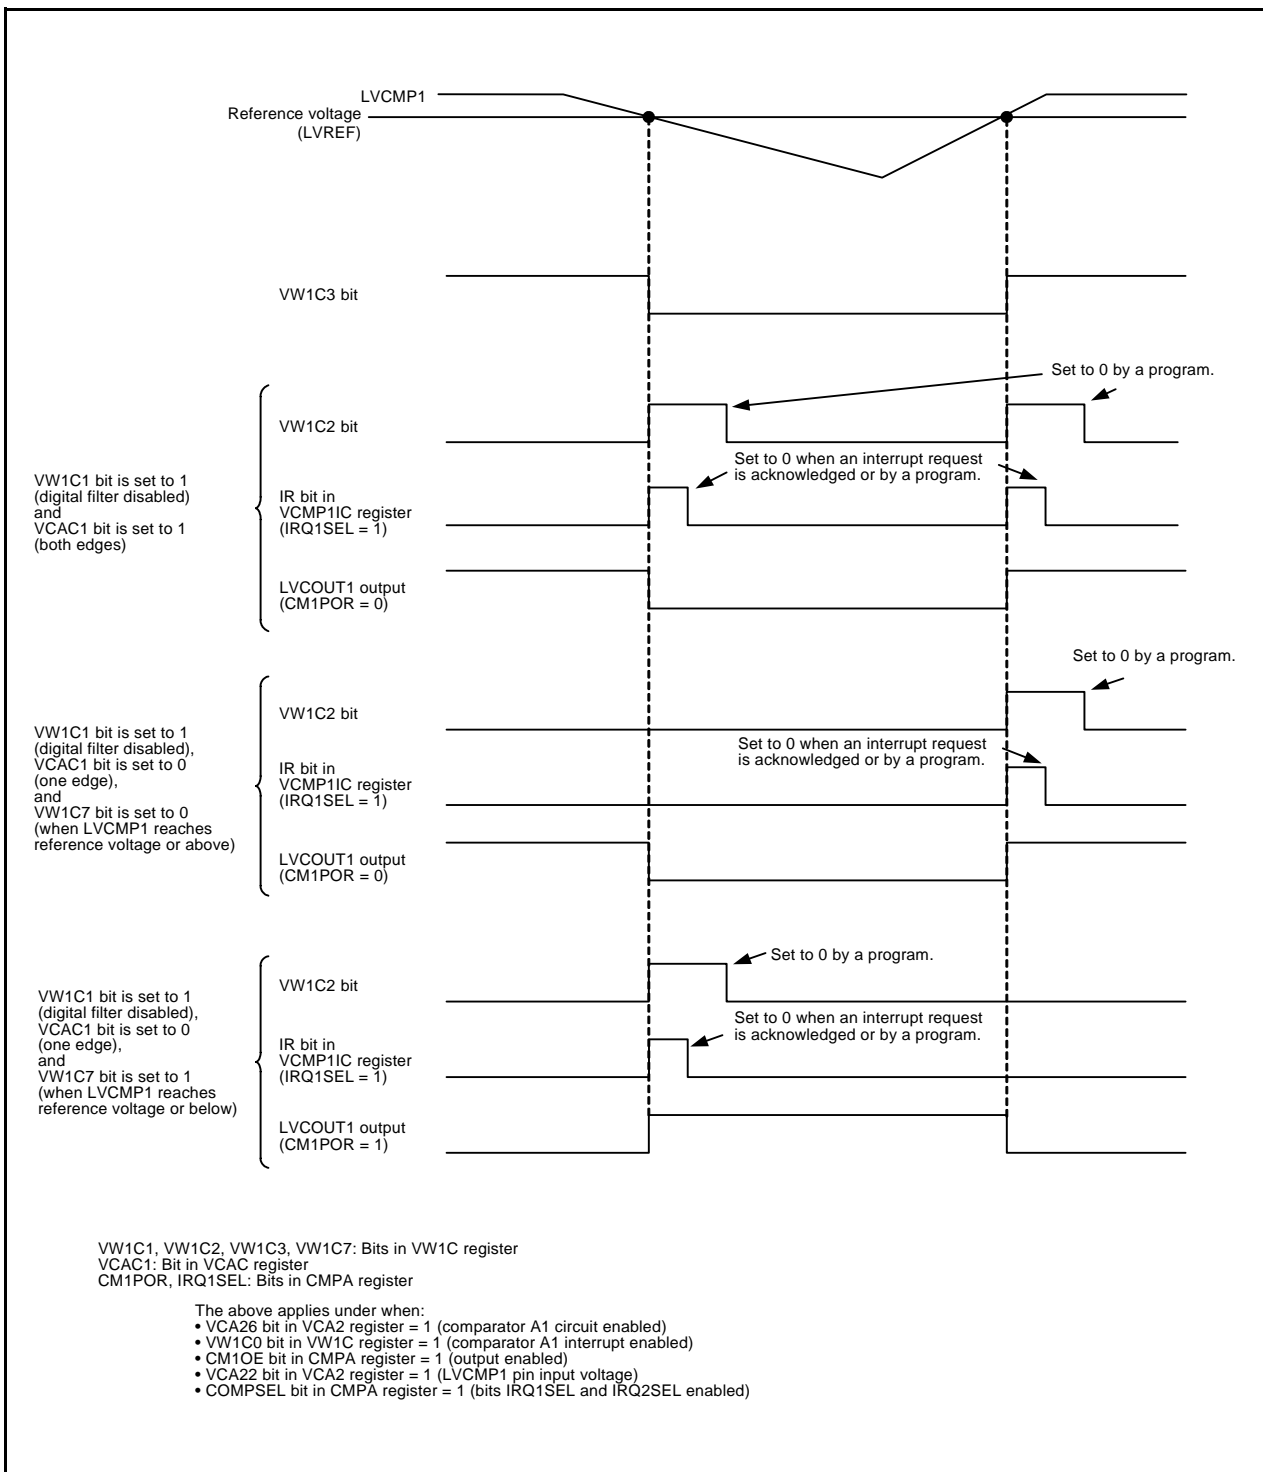 LVCMP1
Reference voltage
(LVREF)
VW1C3 bit
Set to 0 by a program.
VW1C2 bit
Set to 0 when an interrupt request
is acknowledged or by a program.
VW1C1 bit is set to 1
(digital filter disabled)
and
VCAC1 bit is set to 1
(both edges)
IR bit in
VCMP1IC register
(IRQ1SEL = 1)
LVCOUT1 output
(CM1POR = 0)
Set to 0 by a program.
VW1C2 bit
VW1C1 bit is set to 1
(digital filter disabled),
VCAC1 bit is set to 0
(one edge),
and
VW1C7 bit is set to 0
(when LVCMP1 reaches
reference voltage or above)
Set to 0 when an interrupt request
is acknowledged or by a program.
IR bit in
VCMP1IC register
(IRQ1SEL = 1)
LVCOUT1 output
(CM1POR = 0)
Set to 0 by a program.
VW1C2 bit
VW1C1 bit is set to 1
(digital filter disabled),
VCAC1 bit is set to 0
(one edge),
and
VW1C7 bit is set to 1
(when LVCMP1 reaches
reference voltage or below)
Set to 0 when an interrupt request
is acknowledged or by a program.
IR bit in
VCMP1IC register
(IRQ1SEL = 1)
LVCOUT1 output
(CM1POR = 1)
VW1C1, VW1C2, VW1C3, VW1C7: Bits in VW1C register
VCAC1: Bit in VCAC register
CM1POR, IRQ1SEL: Bits in CMPA register
The above applies under when:
• VCA26 bit in VCA2 register = 1 (comparator A1 circuit enabled)
• VW1C0 bit in VW1C register = 1 (comparator A1 interrupt enabled)
• CM1OE bit in CMPA register = 1 (output enabled)
• VCA22 bit in VCA2 register = 1 (LVCMP1 pin input voltage)
• COMPSEL bit in CMPA register = 1 (bits IRQ1SEL and IRQ2SEL enabled)